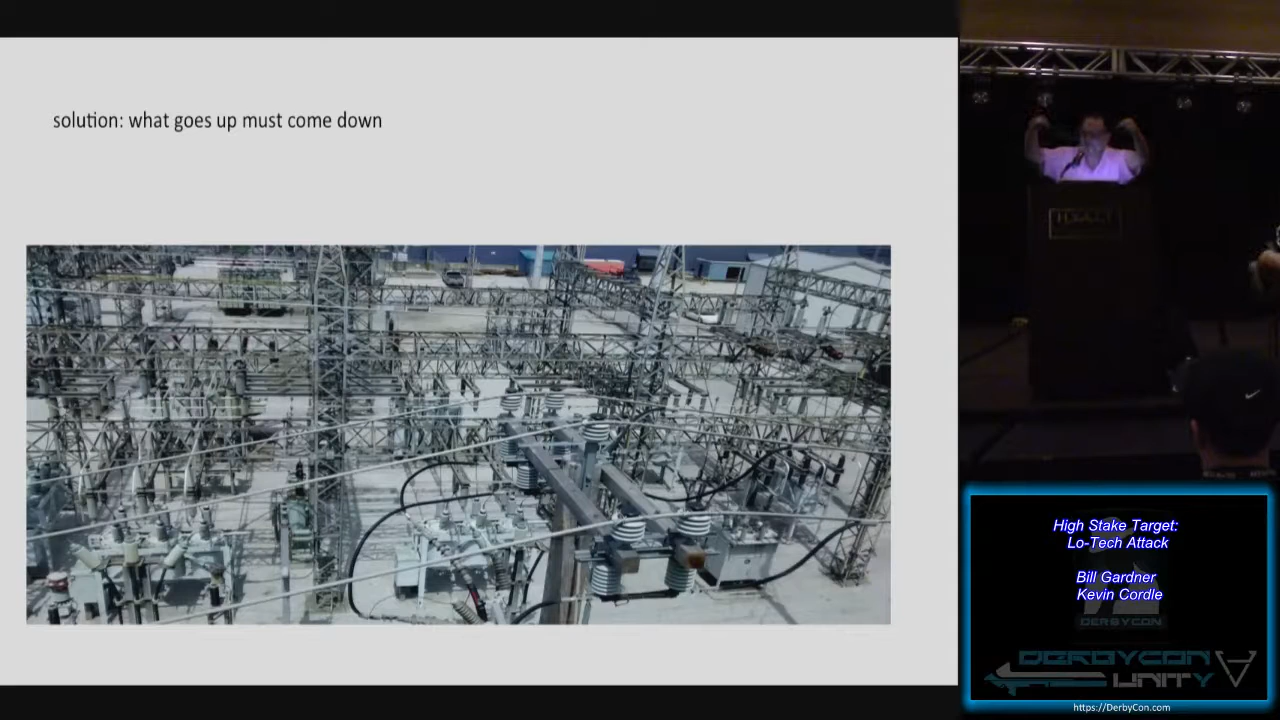 solution: what goes up must come down
High Stake Target:
Lo-Tech Attack
Bill Gardner
Kevin Cordle
DERBYCON
DERBYCON
UNITY
https://DerbyCon.com